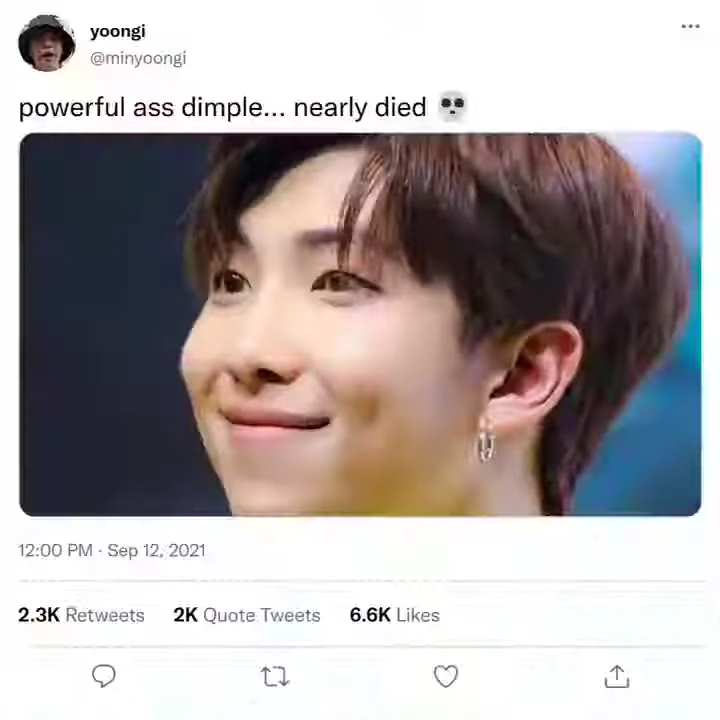 yoongi
@minyoongi
powerful ass dimple... nearly died 💀
12:00 PM · Sep 12, 2021
2.3K Retweets 2K Quote Tweets 6.6K Likes